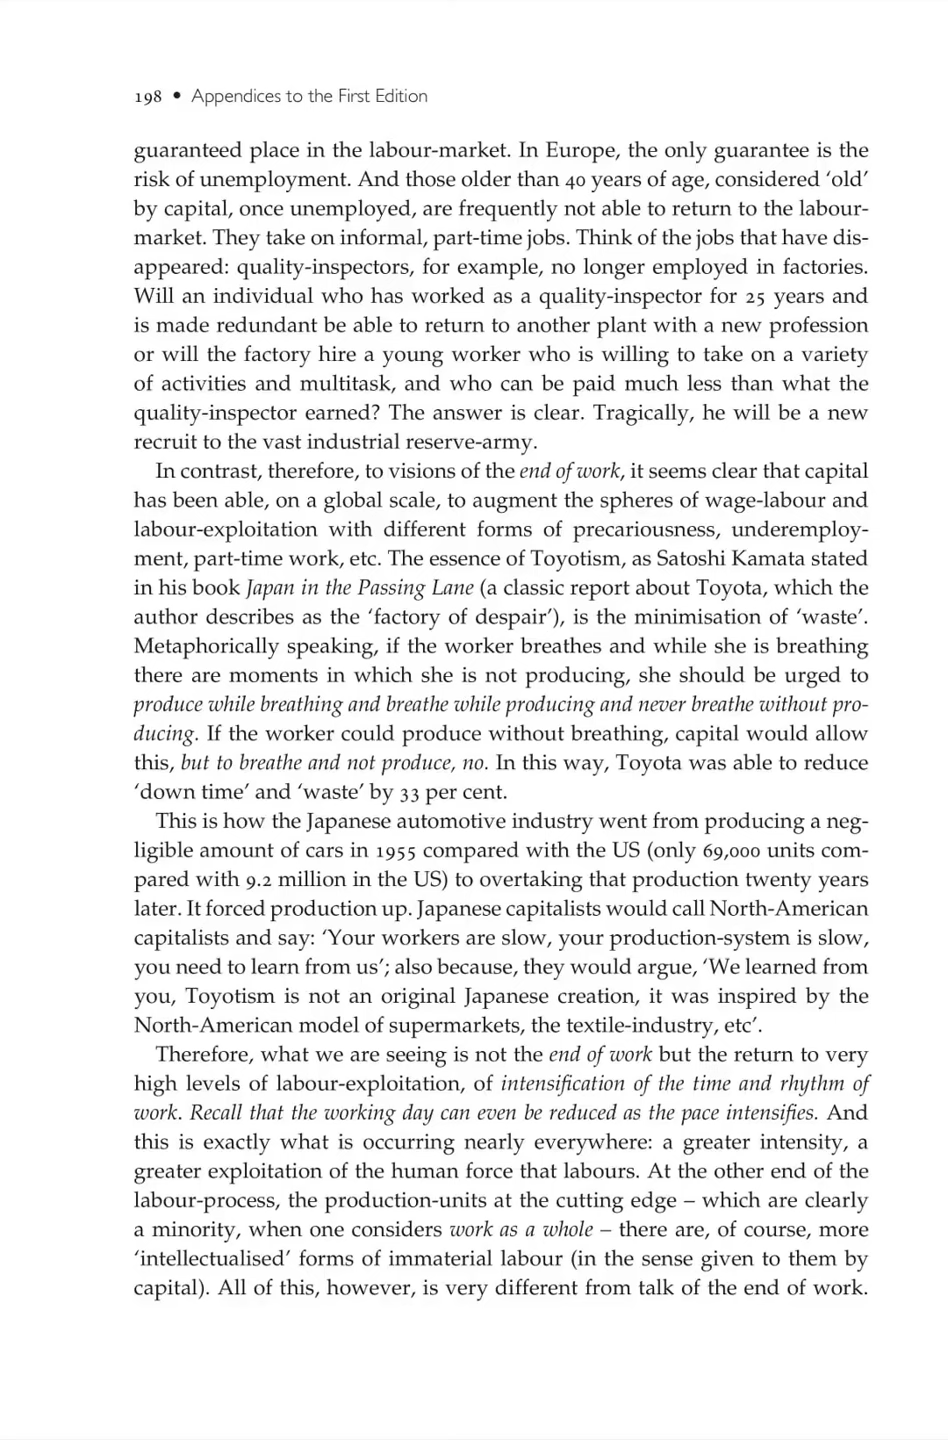 198 • Appendices to the First Edition
guaranteed place in the labour-market. In Europe, the only guarantee is the
risk of unemployment. And those older than 40 years of age, considered ‘old’
by capital, once unemployed, are frequently not able to return to the labour-
market. They take on informal, part-time jobs. Think of the jobs that have dis-
appeared: quality-inspectors, for example, no longer employed in factories.
Will an individual who has worked as a quality-inspector for 25 years and
is made redundant be able to return to another plant with a new profession
or will the factory hire a young worker who is willing to take on a variety
of activities and multitask, and who can be paid much less than what the
quality-inspector earned? The answer is clear. Tragically, he will be a new
recruit to the vast industrial reserve-army.
In contrast, therefore, to visions of the end of work, it seems clear that capital
has been able, on a global scale, to augment the spheres of wage-labour and
labour-exploitation with different forms of precariousness, underemploy-
ment, part-time work, etc. The essence of Toyotism, as Satoshi Kamata stated
in his book Japan in the Passing Lane (a classic report about Toyota, which the
author describes as the ‘factory of despair’), is the minimisation of ‘waste’.
Metaphorically speaking, if the worker breathes and while she is breathing
there are moments in which she is not producing, she should be urged to
produce while breathing and breathe while producing and never breathe without pro-
ducing. If the worker could produce without breathing, capital would allow
this, but to breathe and not produce, no. In this way, Toyota was able to reduce
‘down time’ and ‘waste’ by 33 per cent.
This is how the Japanese automotive industry went from producing a neg-
ligible amount of cars in 1955 compared with the US (only 69,000 units com-
pared with 9.2 million in the US) to overtaking that production twenty years
later. It forced production up. Japanese capitalists would call North-American
capitalists and say: ‘Your workers are slow, your production-system is slow,
you need to learn from us’; also because, they would argue, ‘We learned from
you, Toyotism is not an original Japanese creation, it was inspired by the
North-American model of supermarkets, the textile-industry, etc’.
Therefore, what we are seeing is not the end of work but the return to very
high levels of labour-exploitation, of intensification of the time and rhythm of
work. Recall that the working day can even be reduced as the pace intensifies. And
this is exactly what is occurring nearly everywhere: a greater intensity, a
greater exploitation of the human force that labours. At the other end of the
labour-process, the production-units at the cutting edge – which are clearly
a minority, when one considers work as a whole – there are, of course, more
‘intellectualised’ forms of immaterial labour (in the sense given to them by
capital). All of this, however, is very different from talk of the end of work.